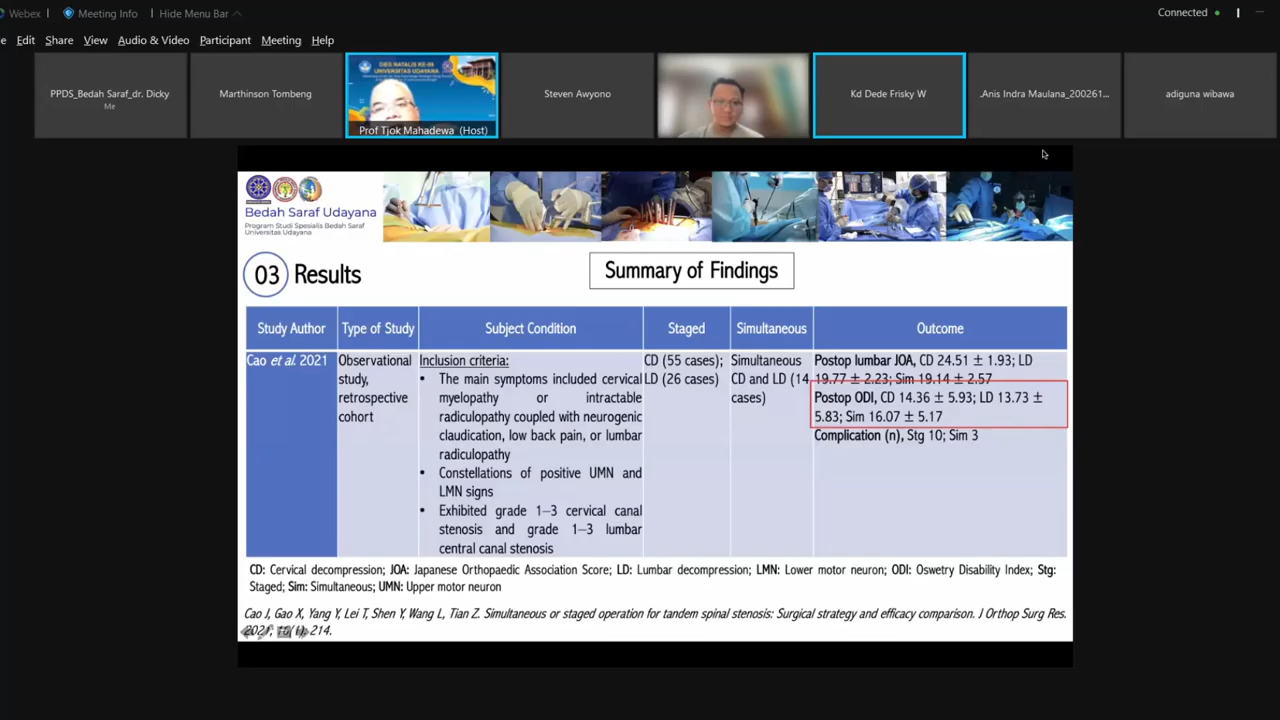 Webex
Meeting Info
Hide Menu Bar
Connected
Edit Share View Audio & Video Participant Meeting Help
PPDS_Bedah Saraf_dr. Dicky
Me
Marthinson Tombeng
DIES NATALIS KE-
UNIVERSITAS UDAYANA
Prof Tjok Mahadewa (Host)
Steven Awyono
Kd Dede Frisky W
.Anis Indra Maulana_200261...
adiguna wibawa
Bedah Saraf Udayana
Program Studi Spesialis Bedah Saraf
Universitas Udayana
03 Results
Summary of Findings
Study Author
Type of Study
Subject Condition
Staged
Simultaneous
Outcome
Cao et al. 2021
Observational
study,
retrospective
cohort
Inclusion criteria:
• The main symptoms included cervical
myelopathy or intractable
radiculopathy coupled with neurogenic
claudication, low back pain, or lumbar
radiculopathy
• Constellations of positive UMN and
LMN signs
• Exhibited grade 1–3 cervical canal
stenosis and grade 1–3 lumbar
central canal stenosis
CD (55 cases);
LD (26 cases)
Simultaneous
CD and LD (14
cases)
Postop lumbar JOA, CD 24.51 ± 1.93; LD
19.77 ± 2.23; Sim 19.14 ± 2.57
Postop ODI, CD 14.36 ± 5.93; LD 13.73 ±
5.83; Sim 16.07 ± 5.17
Complication (n), Stg 10; Sim 3
CD: Cervical decompression; JOA: Japanese Orthopaedic Association Score; LD: Lumbar decompression; LMN: Lower motor neuron; ODI: Oswetry Disability Index; Stg:
Staged; Sim: Simultaneous; UMN: Upper motor neuron
Cao J, Gao X, Yang Y, Lei T, Shen Y, Wang L, Tian Z. Simultaneous or staged operation for tandem spinal stenosis: Surgical strategy and efficacy comparison. J Orthop Surg Res.
214.